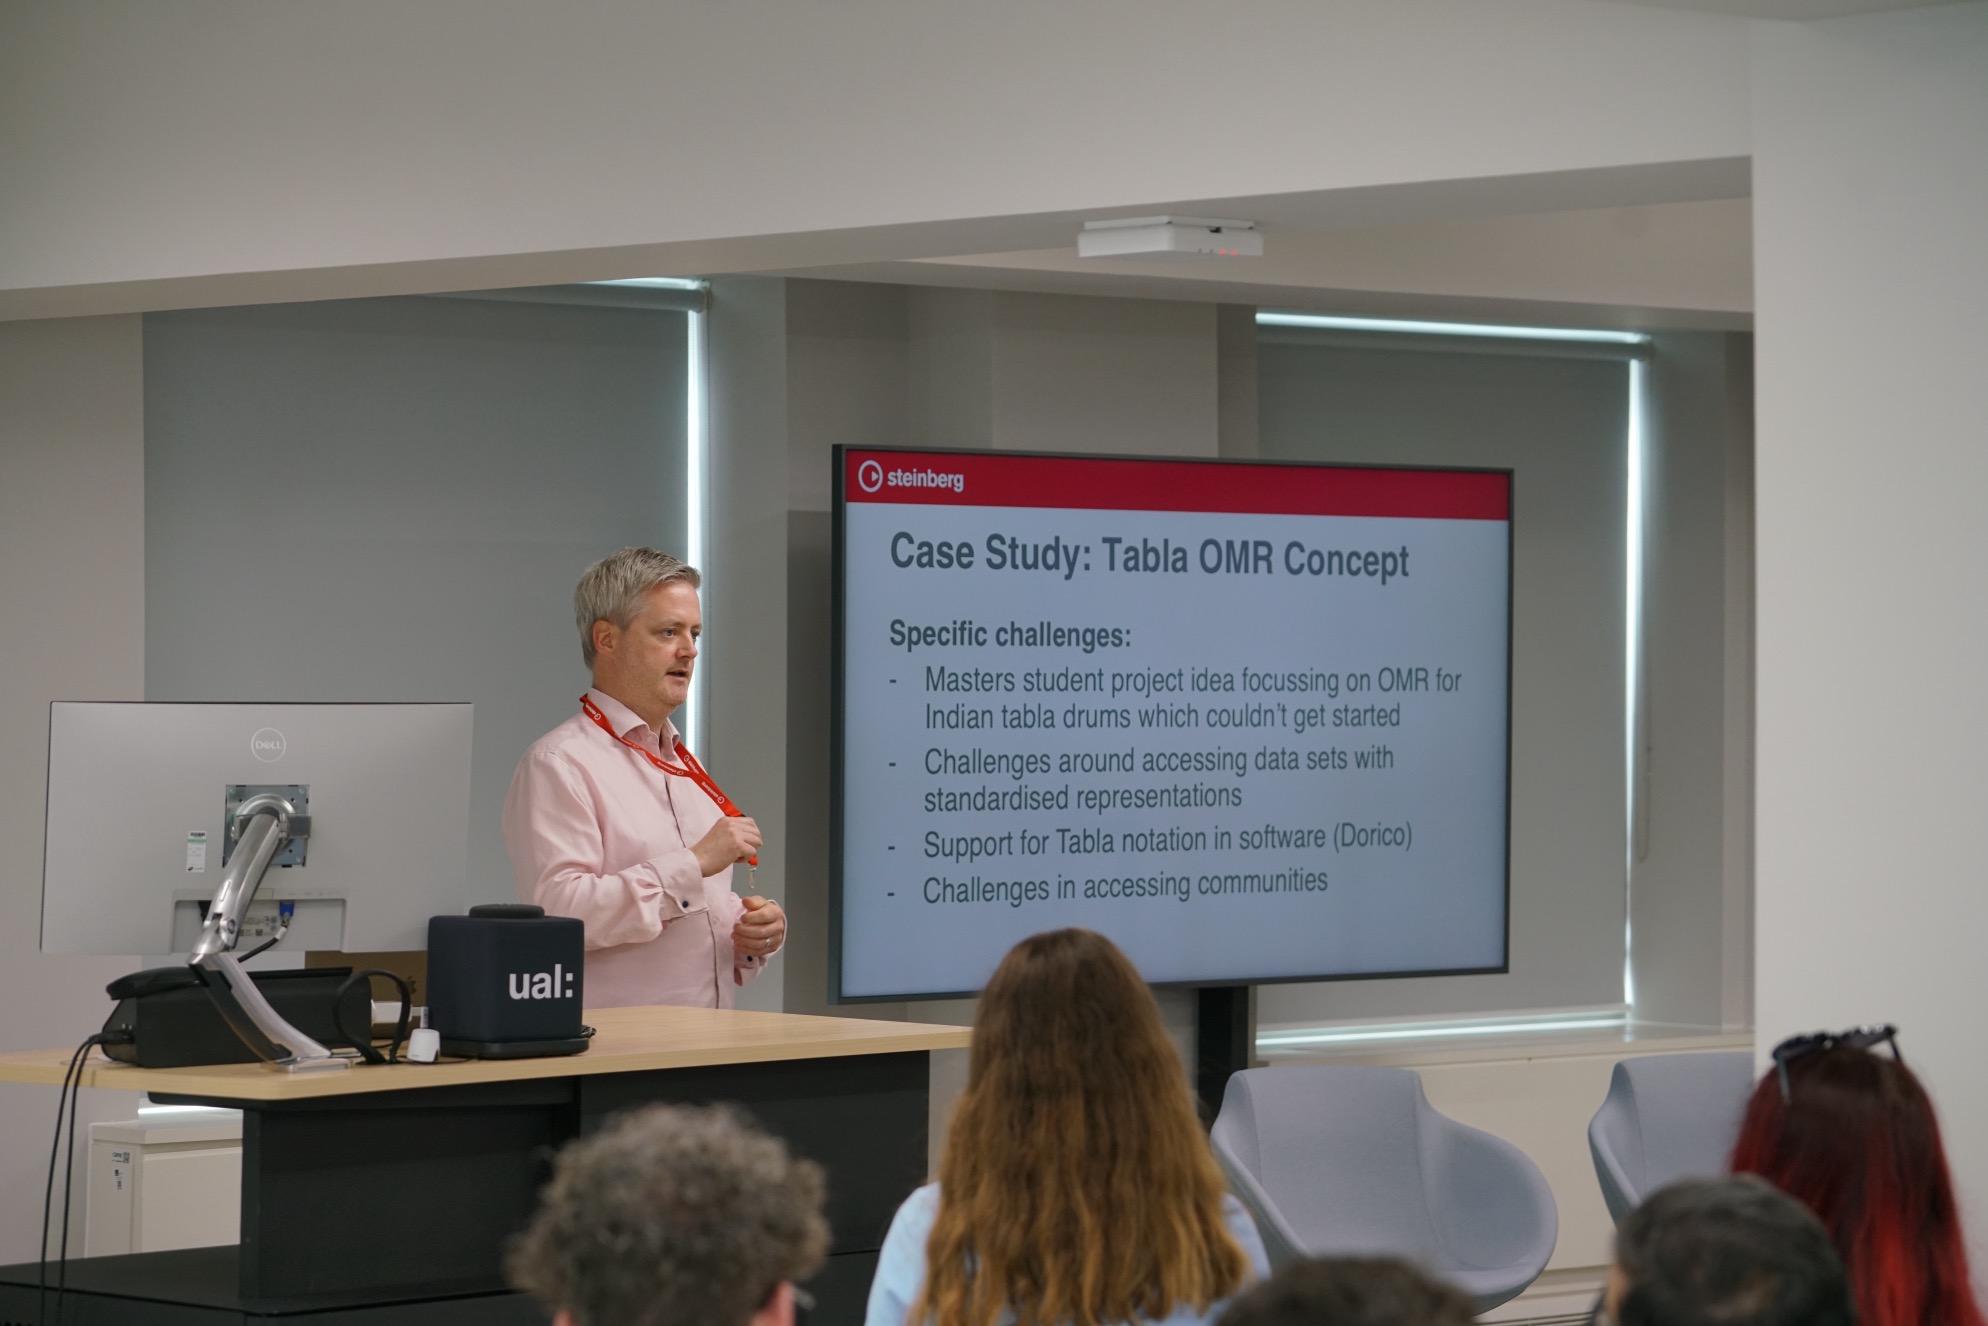 steinberg
Case Study: Tabla OMR Concept
Specific challenges:
- Masters student project idea focussing on OMR for
Indian tabla drums which couldn't get started
- Challenges around accessing data sets with
standardised representations
- Support for Tabla notation in software (Dorico)
- Challenges in accessing communities
DELL
ual: